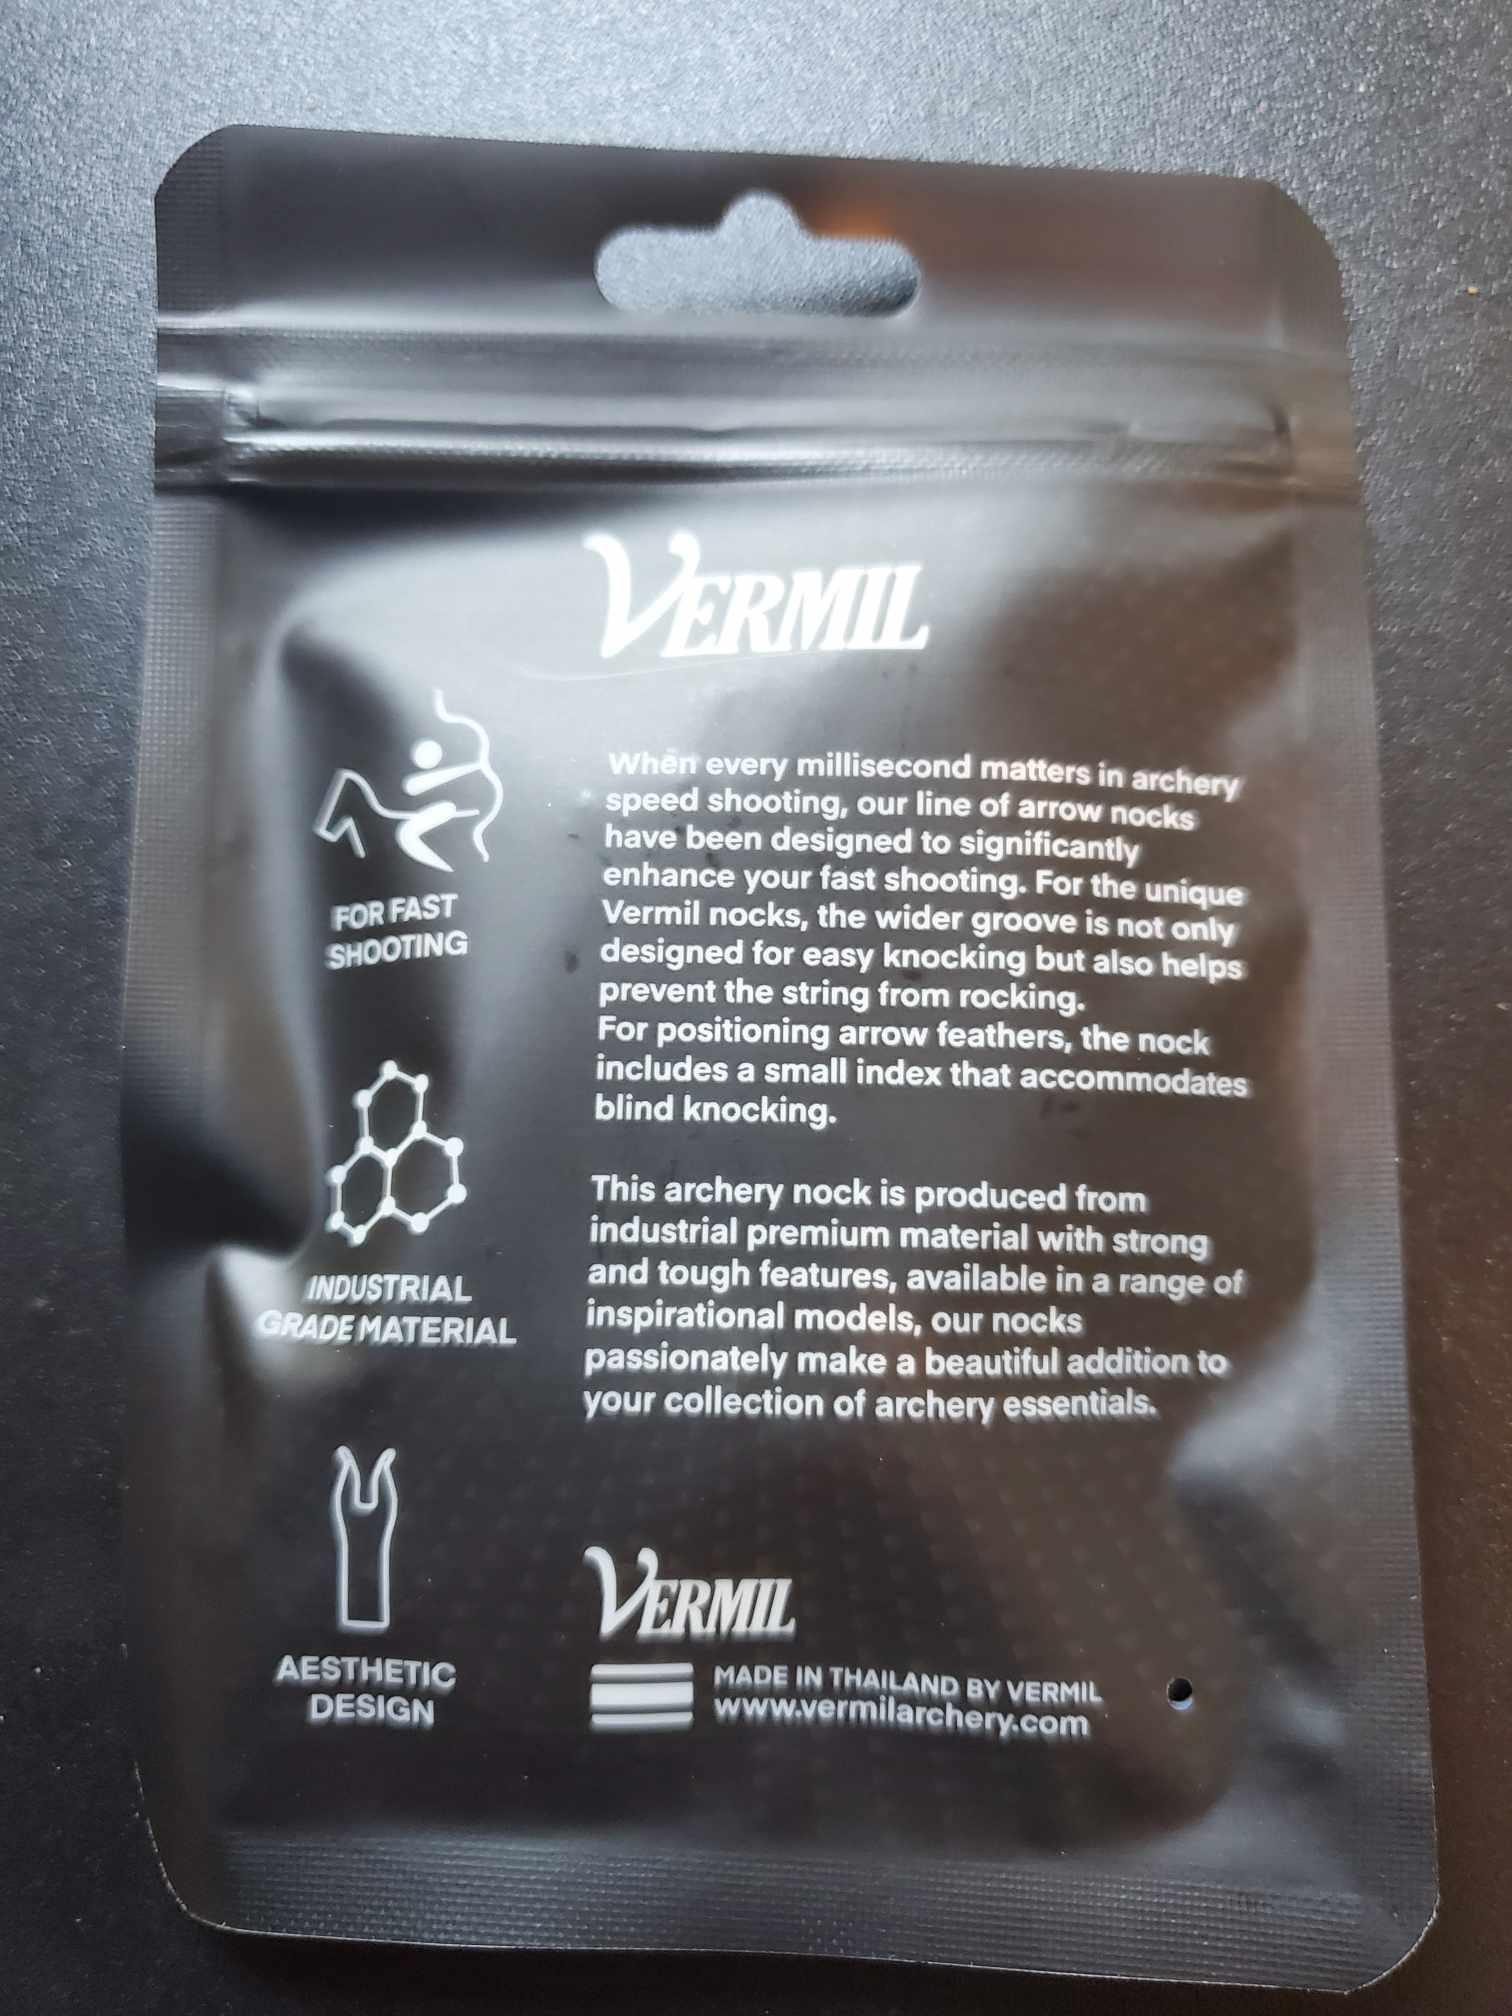 VERMIL
FOR FAST
SHOOTING
When every millisecond matters in archery
speed shooting, our line of arrow nocks
have been designed to significantly
enhance your fast shooting. For the unique
Vermil nocks, the wider groove is not only
designed for easy knocking but also helps
prevent the string from rocking.
For positioning arrow feathers, the nock
includes a small index that accommodates
blind knocking.
INDUSTRIAL
GRADE MATERIAL
This archery nock is produced from
industrial premium material with strong
and tough features, available in a range of
inspirational models, our nocks
passionately make a beautiful addition to
your collection of archery essentials.
AESTHETIC
DESIGN
VERMIL
MADE IN THAILAND BY VERMIL
www.vermilarchery.com